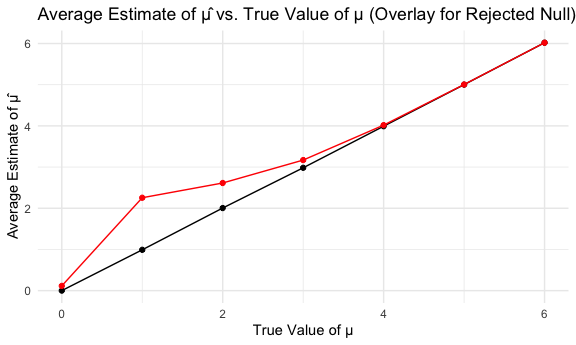 Average Estimate of μ̂ vs. True Value of μ (Overlay for Rejected Null)
6
4
2
0
Average Estimate of μ̂
0
2
4
6
True Value of μ